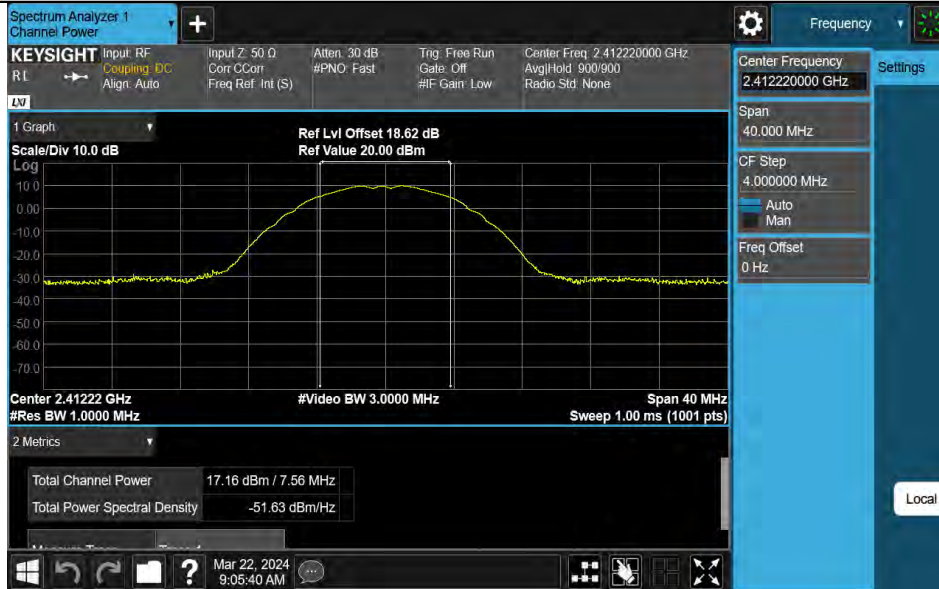 Spectrum Analyzer 1
Channel Power
Frequency
KEYSIGHT Input: RF
Coupling: DC
Align: Auto
Input Z: 50 Ω
Corr CCorr
Freq Ref: Int (S)
Atten: 30 dB
#PNO: Fast
Trig: Free Run
Gate: Off
#IF Gain: Low
Center Freq: 2.412220000 GHz
Avg|Hold: 900/900
Radio Std: None
LXI
Center Frequency
2.412220000 GHz
Settings
Span
40.000 MHz
CF Step
4.000000 MHz
Auto
Man
Freq Offset
0 Hz
1 Graph
Scale/Div 10.0 dB
Ref Lvl Offset 18.62 dB
Ref Value 20.00 dBm
Log
10.0
0.00
-10.0
-20.0
-30.0
-40.0
-50.0
-60.0
-70.0
Center 2.41222 GHz
#Res BW 1.0000 MHz
#Video BW 3.0000 MHz
Span 40 MHz
Sweep 1.00 ms (1001 pts)
2 Metrics
Total Channel Power 17.16 dBm / 7.56 MHz
Total Power Spectral Density -51.63 dBm/Hz
Local
? Mar 22, 2024
9:05:40 AM